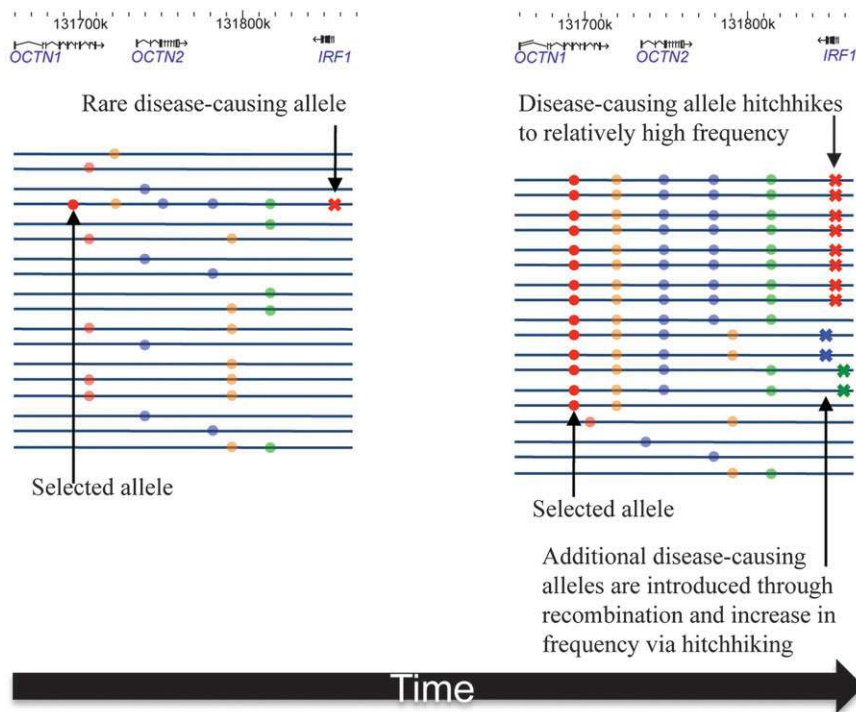 131700k 131800k
OCTN1 OCTN2 IRF1
Rare disease-causing allele
Selected allele
131700k 131800k
OCTN1 OCTN2 IRF1
Disease-causing allele hitchhikes
to relatively high frequency
Selected allele
Additional disease-causing
alleles are introduced through
recombination and increase in
frequency via hitchhiking
Time